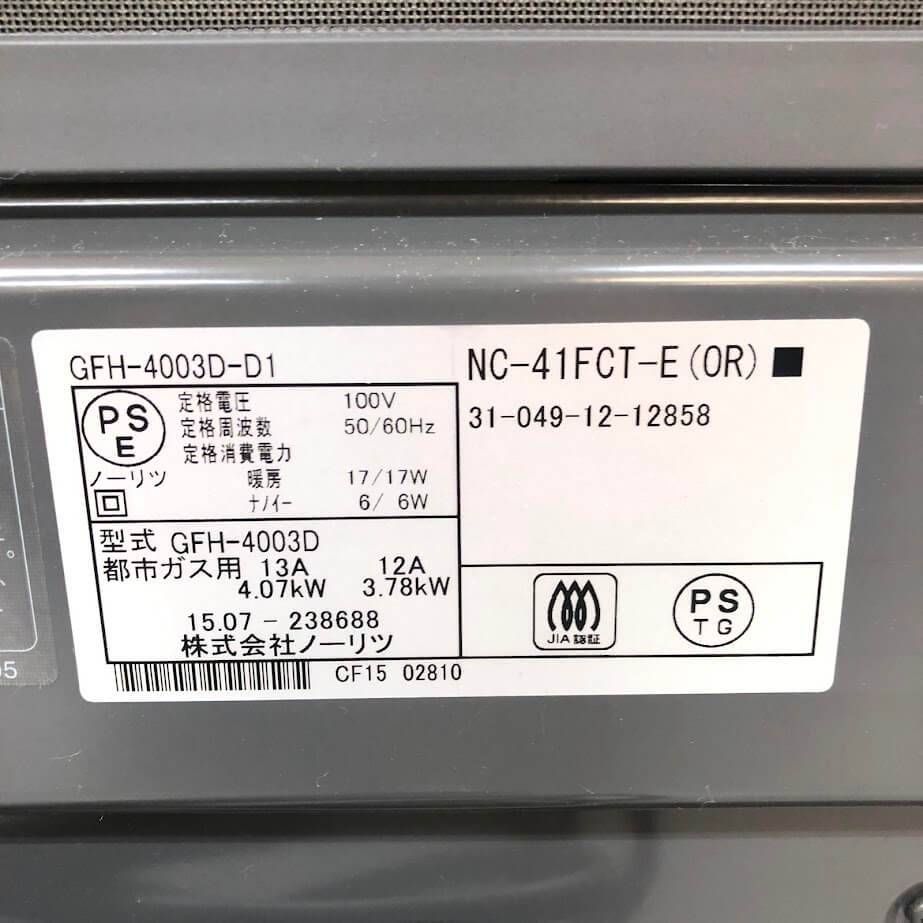 GFH-4003D-D1
NC-41FCT-E(OR)■
31-049-12-12858
PS
E
ノーリツ
定格電圧 100V
定格周波数 50/60Hz
定格消費電力
暖房 17/17W
ナノイー 6/ 6W
型式 GFH-4003D
都市ガス用 13A 12A
4.07kW 3.78kW
15.07 - 238688
株式会社ノーリツ
CF15 02810
JIA認証
PS
TG
05